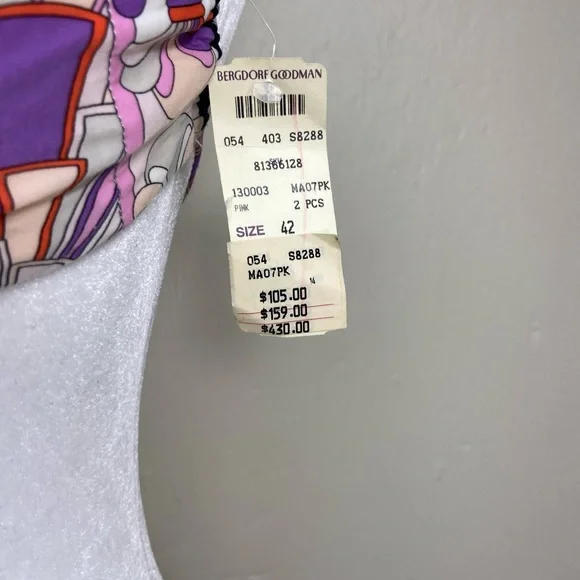 BERGDORF GOODMAN
054 403 S8288
SKU
81366128
130003 MA07PK
PINK 2 PCS
SIZE 42
054 S8288
MA07PK
$105.00
$159.00
$430.00